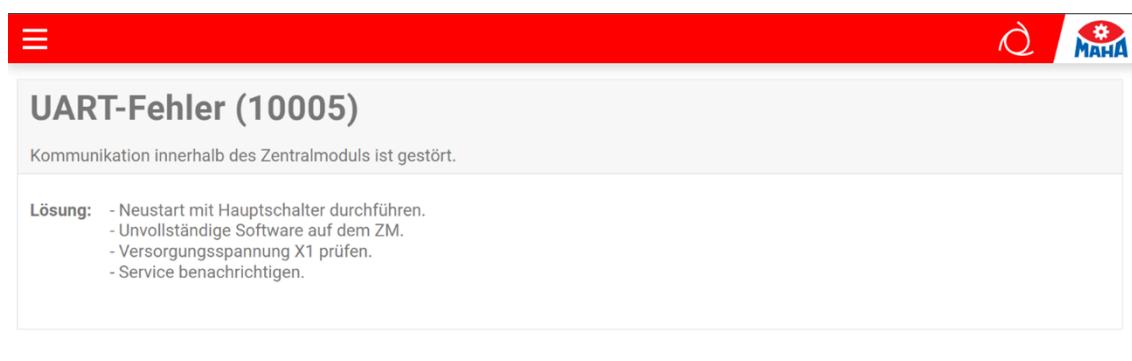 MAHA
UART-Fehler (10005)
Kommunikation innerhalb des Zentralmoduls ist gestört.
Lösung: - Neustart mit Hauptschalter durchführen.
- Unvollständige Software auf dem ZM.
- Versorgungsspannung X1 prüfen.
- Service benachrichtigen.